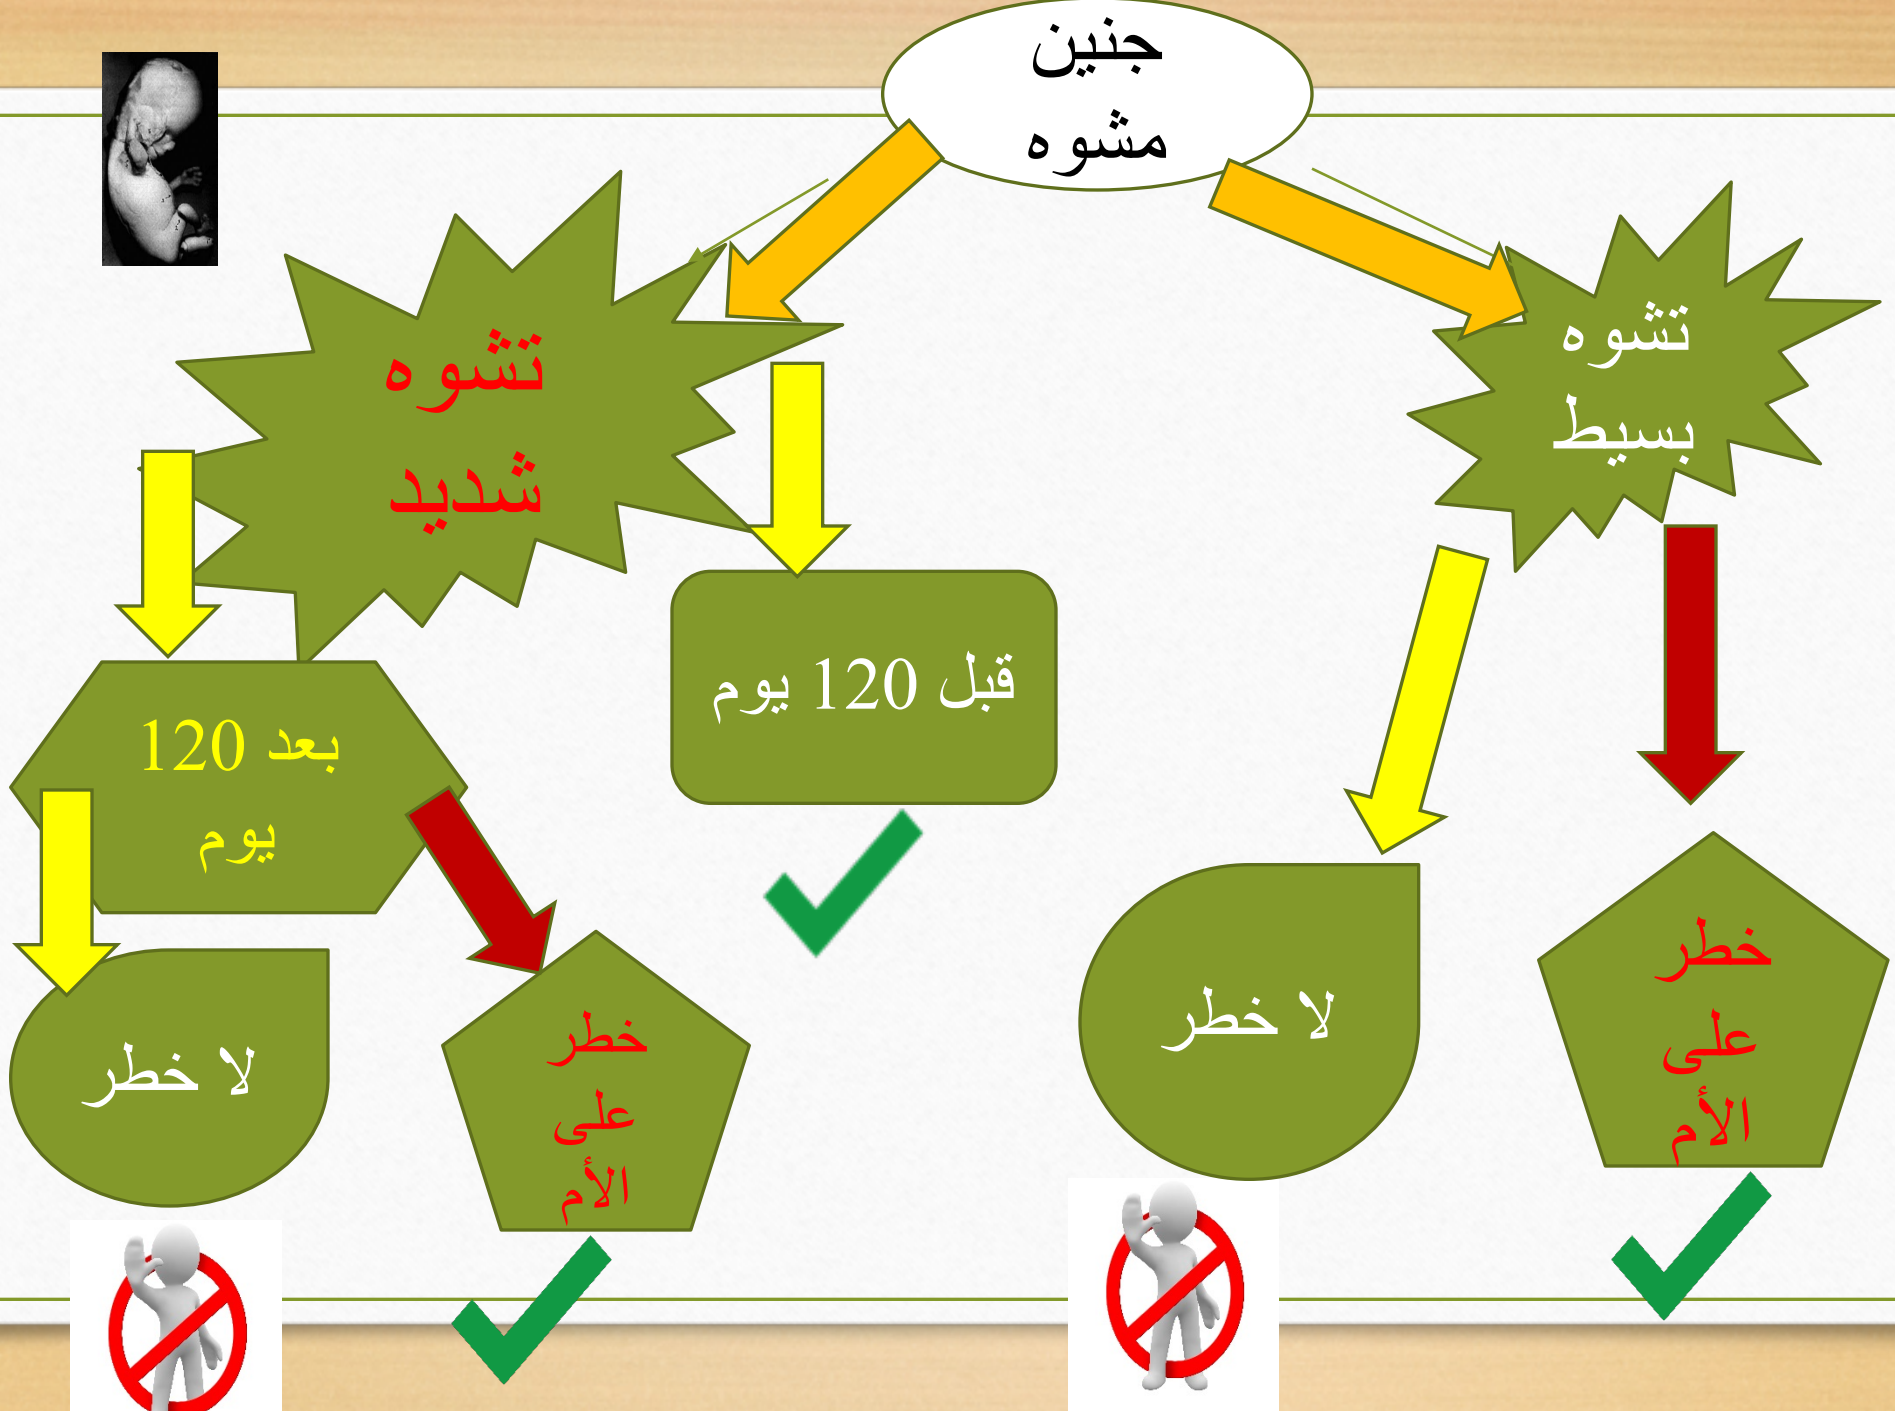 جنين
مشوه
تشوه
بسيط
تشوه
شديد
قبل 120 يوم
بعد 120
يوم
خطر
على
الأم
لا خطر
خطر
على
الأم
لا خطر